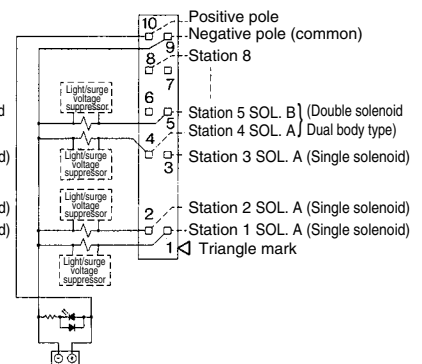 10
Positive pole
Negative pole (common)
9
8
Station 8
7
Light/surge
voltage
suppressor
6
Station 5 SOL. B
(Double solenoid
5
4
Station 4 SOL. A
Dual body type)
Light/surge
voltage
suppressor
Station 3 SOL. A (Single solenoid)
3
Light/surge
voltage
suppressor
2
Station 2 SOL. A (Single solenoid)
Station 1 SOL. A (Single solenoid)
1
Triangle mark
Light/surge
voltage
suppressor